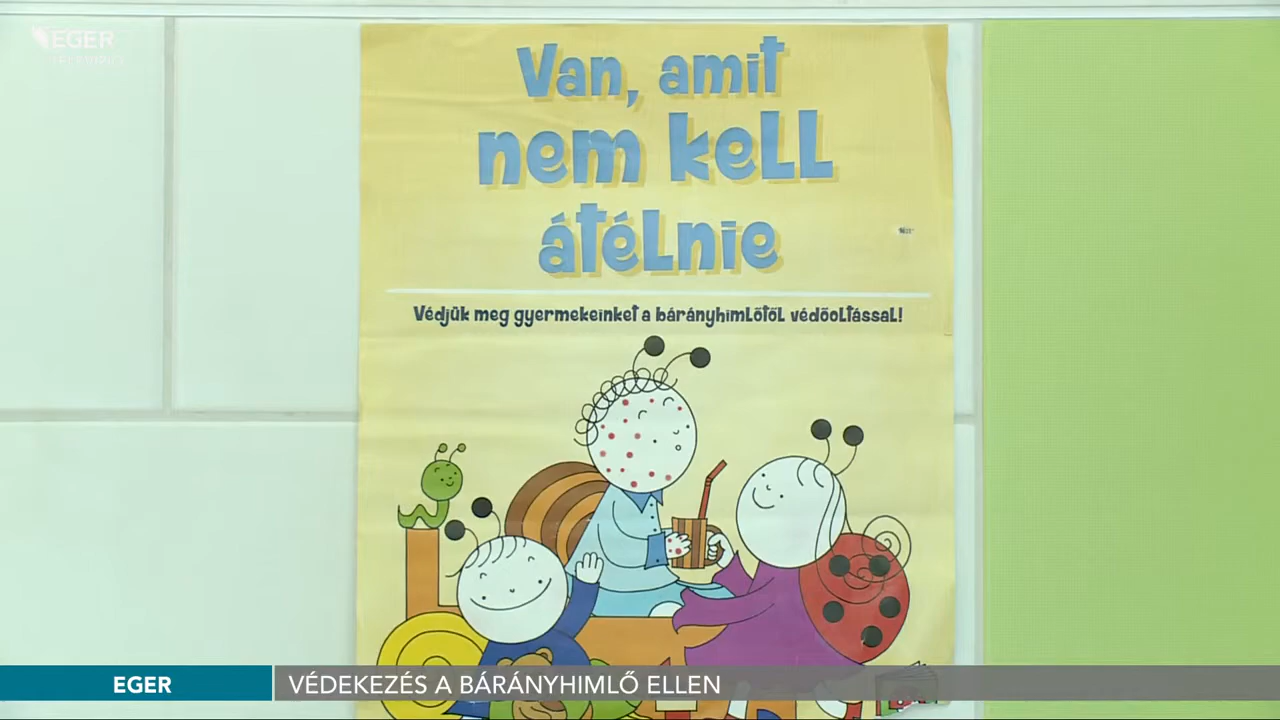 EGER
Van, amit
nem kell
átélnie
Védjük meg gyermekeinket a bárányhimlőtől védőoltással!
EGER
VÉDEKEZÉS A BÁRÁNYHIMLŐ ELLEN